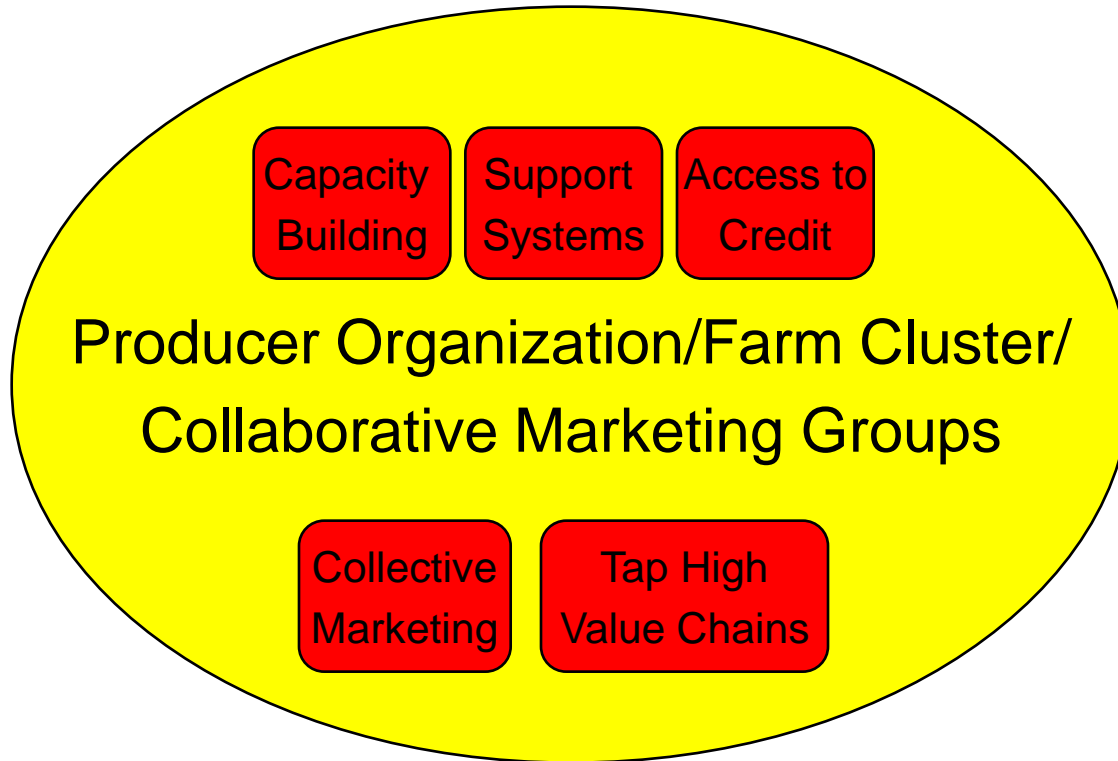 Capacity
Building
Support
Systems
Access to
Credit
Producer Organization/Farm Cluster/
Collaborative Marketing Groups
Collective
Marketing
Tap High
Value Chains